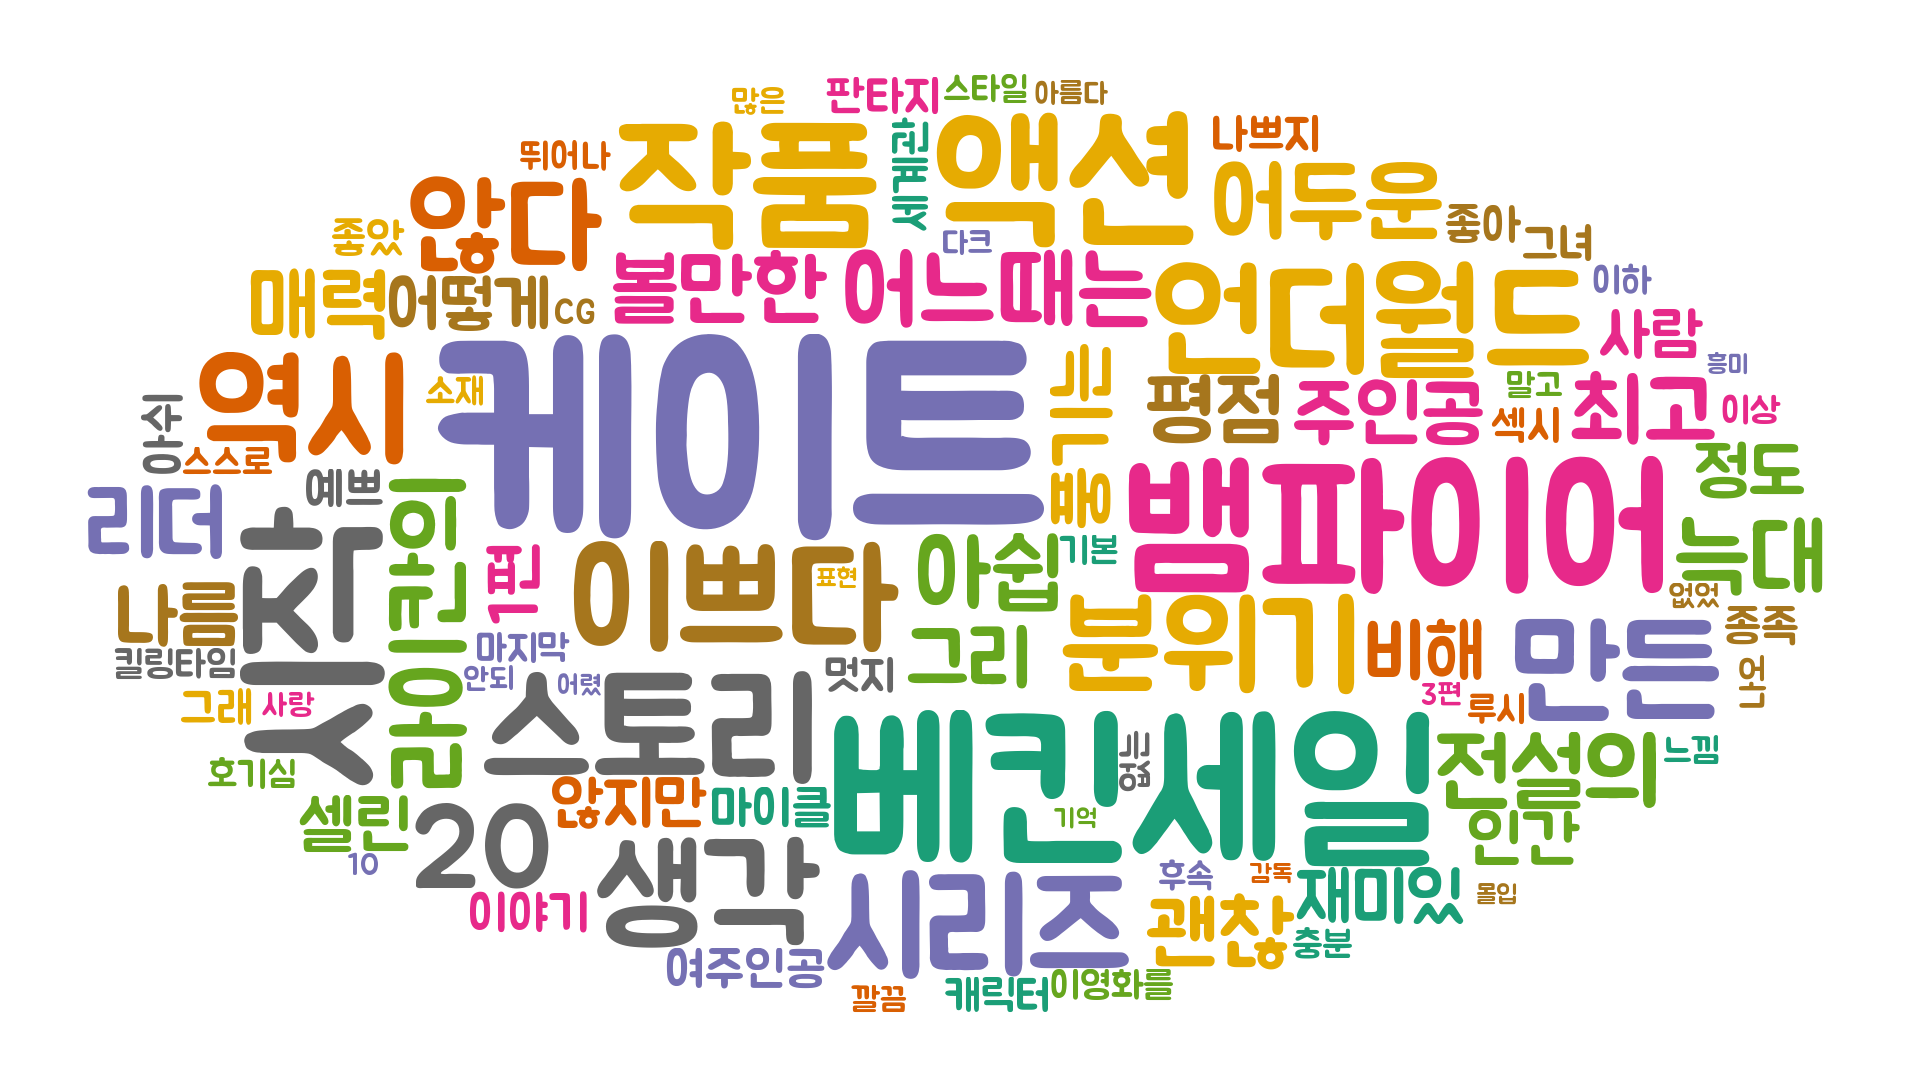 많은
판타지
스타일
아름다
뛰어나
작품
액션
나쁘지
않다
어두운
좋아
그녀
좋았
다크
매력
어떻게
CG
볼만한
어느때는
언더월드
이하
사람
흥미
역시
케이트
소재
평점
주인공
말고
섹시
최고
이상
아쉬
스스로
예쁘
리더
라이칸의
1편
이쁘다
표현
아쉽
기본
뱀파이어
정도
늑대
없었
종족
나름
킬링타임
시작
마지막
안되
어렸
그리
멋지
분위기
비해
만든
3편
루시
그래
사랑
호기심
스토리
베킨세일
전설의
느낌
인간
셀린
20
10
않지만
마이클
기억
이야기
생각
시리즈
후속
감독
괜찮
재미있
몰입
충분
여주인공
깔끔
캐릭터
이영화를